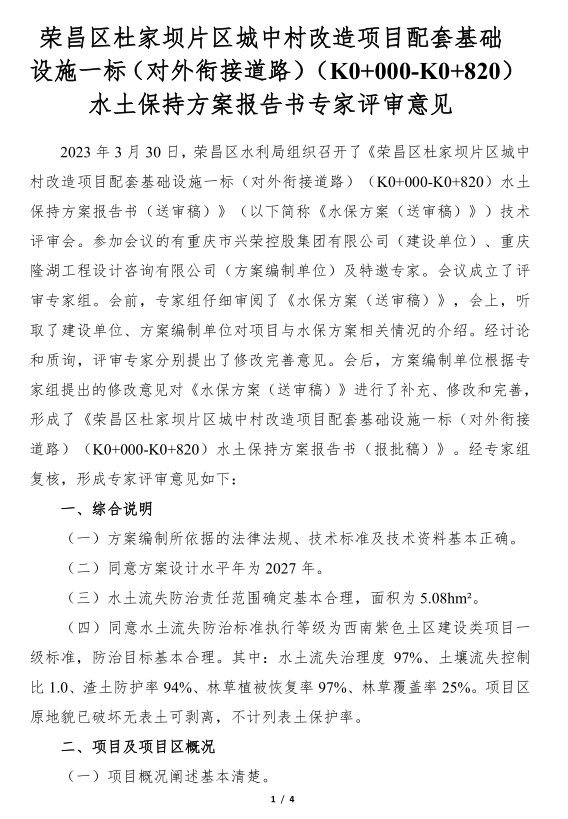 荣昌区杜家坝片区城中村改造项目配套基础
设施一标（对外衔接道路）（K0+000-K0+820）
水土保持方案报告书专家评审意见
2023 年 3 月 30 日，荣昌区水利局组织召开了《荣昌区杜家坝片区城中
村改造项目配套基础设施一标（对外衔接道路）（K0+000-K0+820）水土
保持方案报告书（送审稿）》（以下简称《水保方案（送审稿）》）技术
评审会。参加会议的有重庆市兴荣控股集团有限公司（建设单位）、重庆
隆湖工程设计咨询有限公司（方案编制单位）及特邀专家。会议成立了评
审专家组。会前，专家组仔细审阅了《水保方案（送审稿）》，会上，听
取了建设单位、方案编制单位对项目与水保方案相关情况的介绍。经讨论
和质询，评审专家分别提出了修改完善意见。会后，方案编制单位根据专
家组提出的修改意见对《水保方案（送审稿）》进行了补充、修改和完善，
形成了《荣昌区杜家坝片区城中村改造项目配套基础设施一标（对外衔接
道路）（K0+000-K0+820）水土保持方案报告书（报批稿）》。经专家组
复核，形成专家评审意见如下：
一、综合说明
（一）方案编制所依据的法律法规、技术标准及技术资料基本正确。
（二）同意方案设计水平年为 2027 年。
（三）水土流失防治责任范围确定基本合理，面积为 5.08hm²。
（四）同意水土流失防治标准执行等级为西南紫色土区建设类项目一
级标准，防治目标基本合理。其中：水土流失治理度 97%、土壤流失控制
比 1.0、渣土防护率 94%、林草植被恢复率 97%、林草覆盖率 25%。项目区
原地貌已破坏无表土可剥离，不计列表土保护率。
二、项目及项目区概况
（一）项目概况阐述基本清楚。
1 / 4